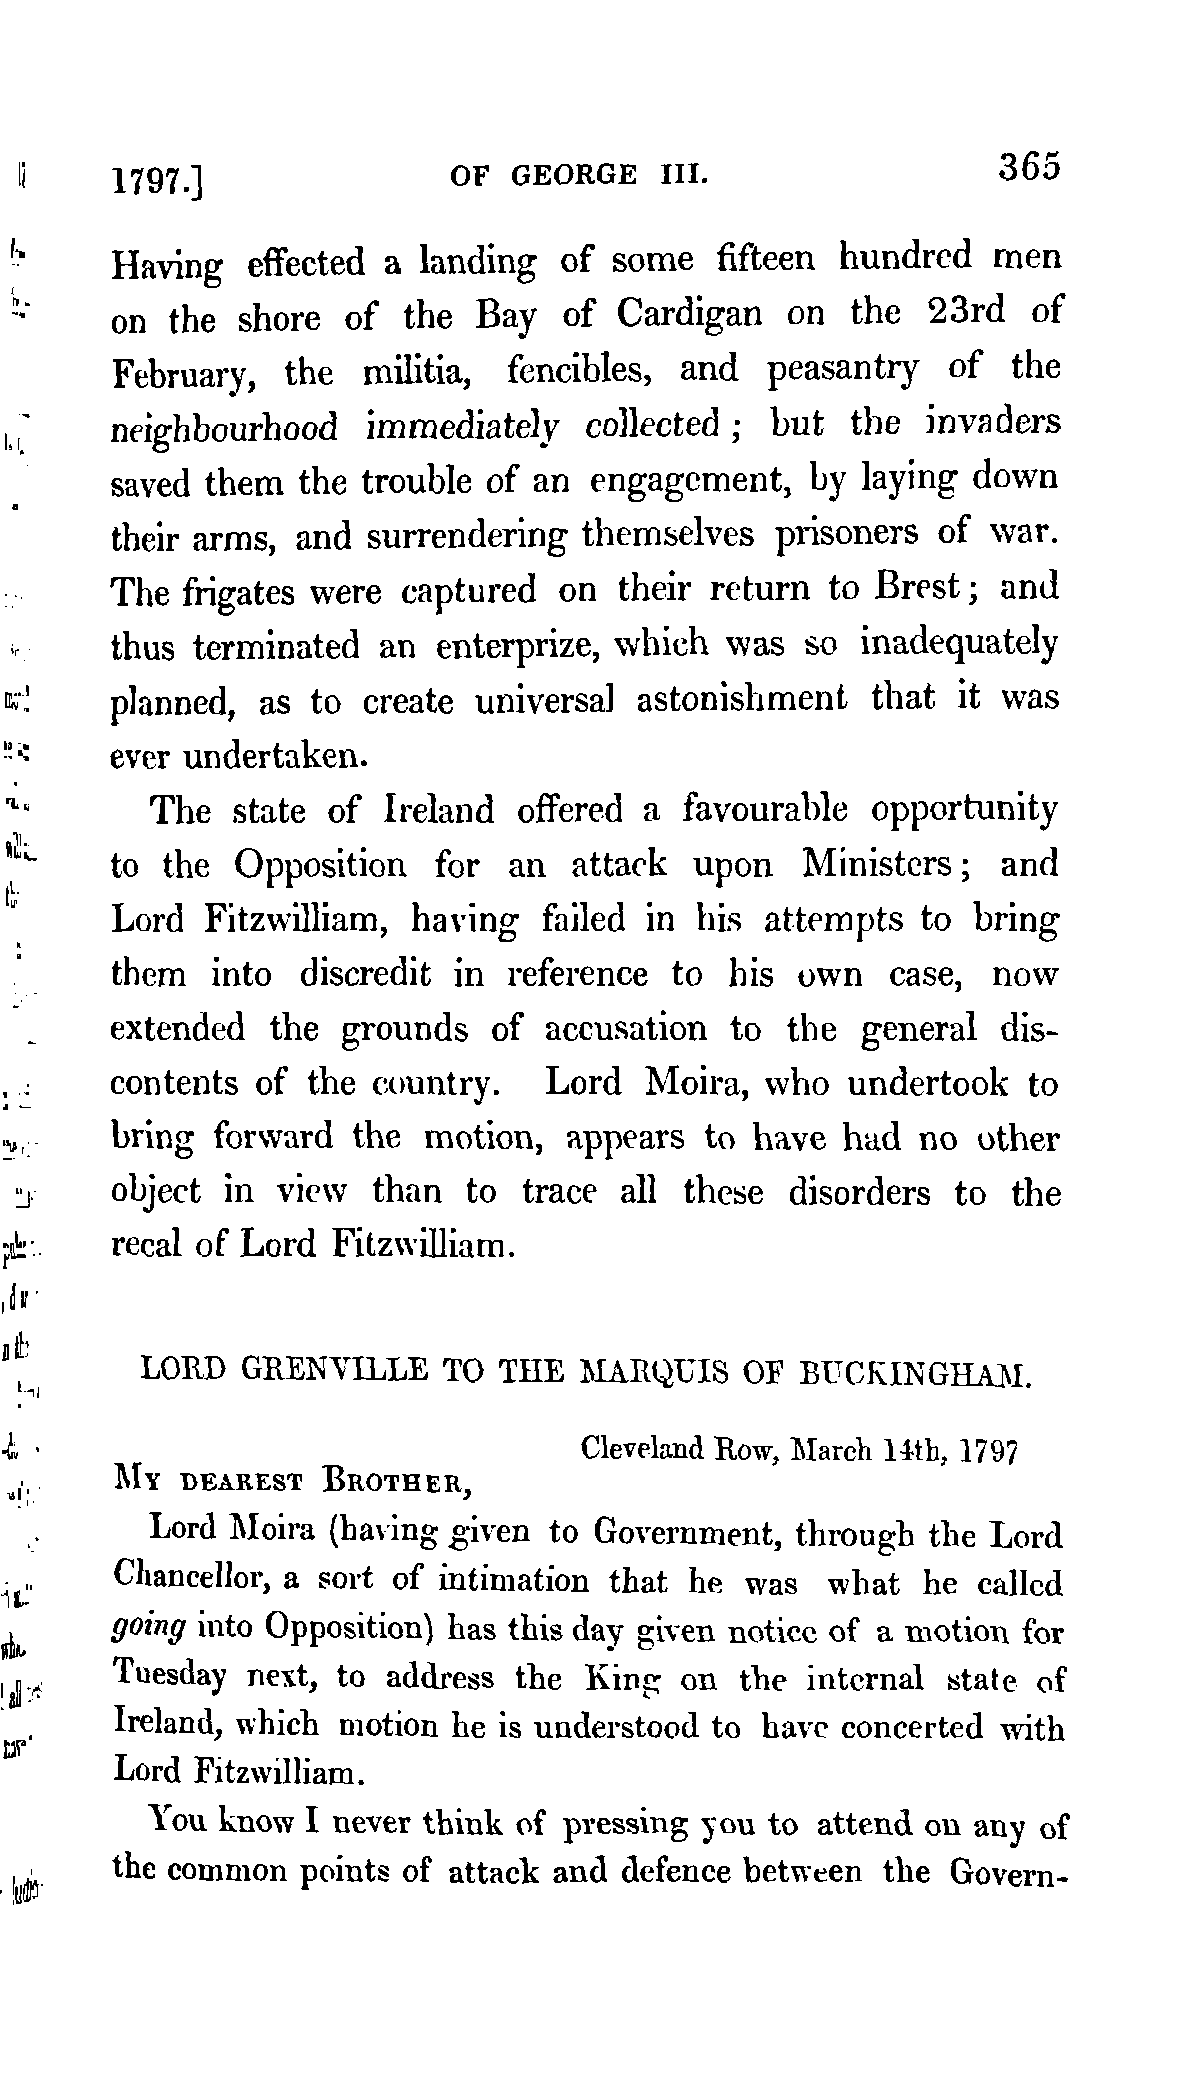 1797.] OF GEORGE III. 365
Having effected a landing of some fifteen hundred men
on the shore of the Bay of Cardigan on the 23rd of
February, the militia, fencibles, and peasantry of the
neighbourhood immediately collected ; but the invaders
saved them the trouble of an engagement, by laying down
their arms, and surrendering themselves prisoners of war.
The frigates were captured on their return to Brest ; and
thus terminated an enterprize, which was so inadequately
planned, as to create universal astonishment that it was
ever undertaken.
The state of Ireland offered a favourable opportunity
to the Opposition for an attack upon Ministers ; and
Lord Fitzwilliam, having failed in his attempts to bring
them into discredit in reference to his own case, now
extended the grounds of accusation to the general dis-
contents of the country. Lord Moira, who undertook to
bring forward the motion, appears to have had no other
object in view than to trace all these disorders to the
recal of Lord Fitzwilliam.
LORD GRENVILLE TO THE MARQUIS OF BUCKINGHAM.
Cleveland Row, March 14th, 1797
MY DEAREST BROTHER,
Lord Moira (having given to Government, through the Lord
Chancellor, a sort of intimation that he was what he called
going into Opposition) has this day given notice of a motion for
Tuesday next, to address the King on the internal state of
Ireland, which motion he is understood to have concerted with
Lord Fitzwilliam.
You know I never think of pressing you to attend on any of
the common points of attack and defence between the Govern-